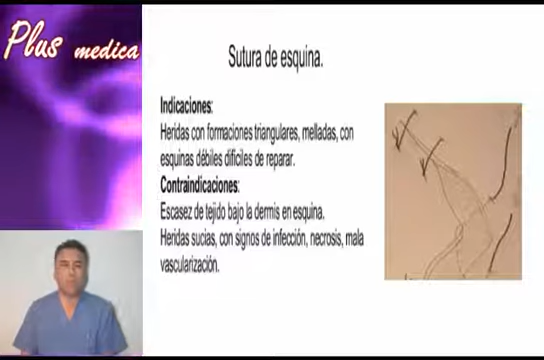 Plus medica
Sutura de esquina.
Indicaciones:
Heridas con formaciones triangulares, melladas, con
esquinas débiles difíciles de reparar.
Contraindicaciones:
Escasez de tejido bajo la dermis en esquina.
Heridas sucias, con signos de infección, necrosis, mala
vascularización.